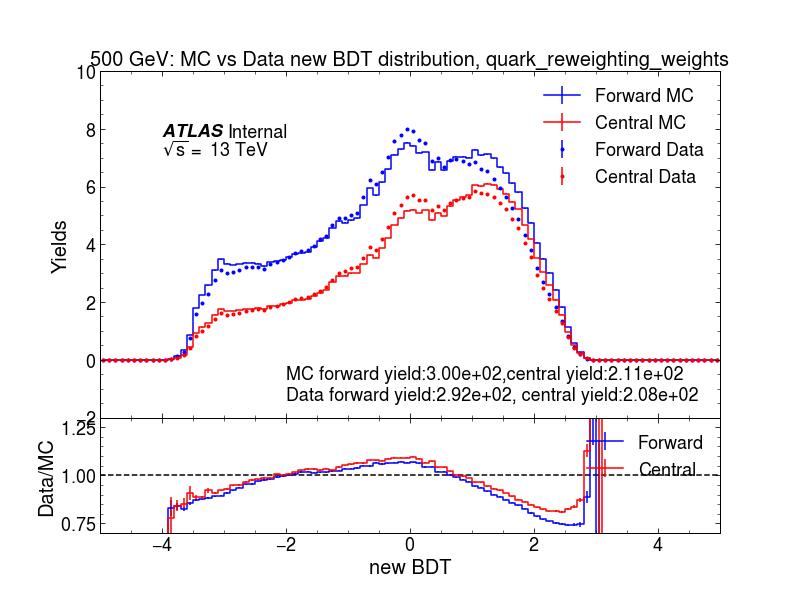 500 GeV: MC vs Data new BDT distribution, quark_reweighting_weights
10
8
6
4
2
0
−2
Yields
ATLAS Internal
√s = 13 TeV
Forward MC
Central MC
Forward Data
Central Data
MC forward yield:3.00e+02,central yield:2.11e+02
Data forward yield:2.92e+02, central yield:2.08e+02
1.25
1.00
0.75
Data/MC
Forward
Central
−4
−2
0
2
4
new BDT